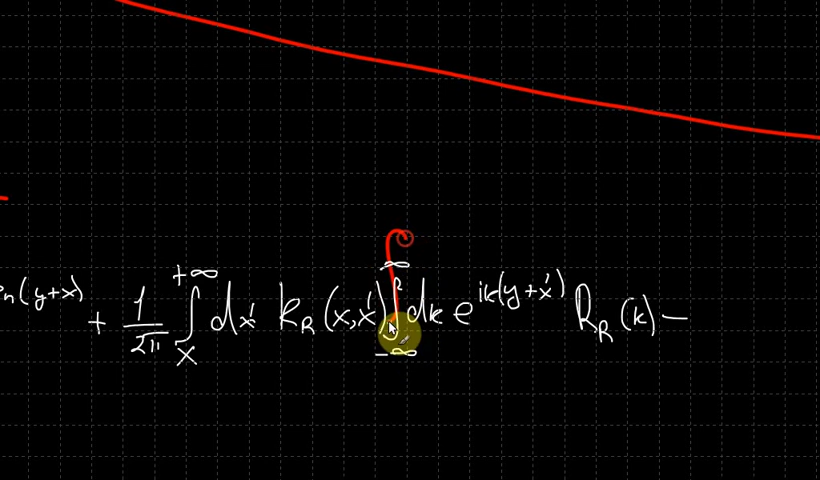 n(y+x) + 1/2π ∫_x^{+∞} dx' K_R(x,x') ∫_{-∞}^{∞} dk e^{ik(y+x')} R_R(k) −